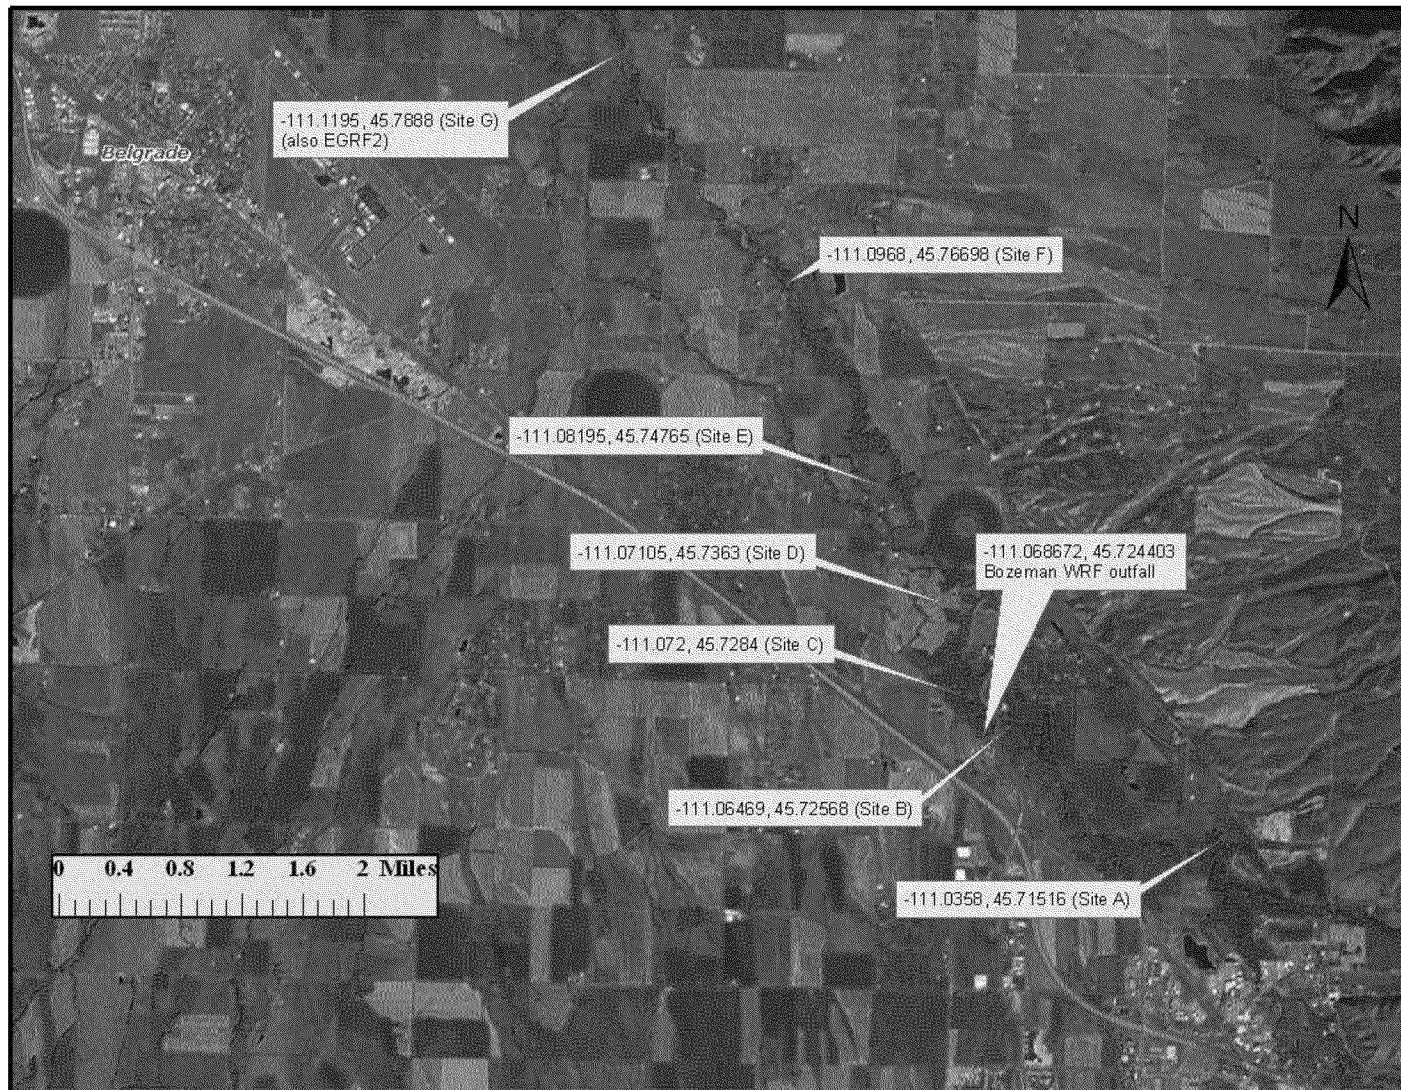 -111.1195, 45.7888 (Site G)
(also EGRF2)
Belgrade
N
-111.0968, 45.76698 (Site F)
-111.08195, 45.74765 (Site E)
-111.07105, 45.7363 (Site D)
-111.068672, 45.724403
Bozeman WRF outfall
-111.072, 45.7284 (Site C)
-111.06469, 45.72568 (Site B)
0 0.4 0.8 1.2 1.6 2 Miles
-111.0358, 45.71516 (Site A)